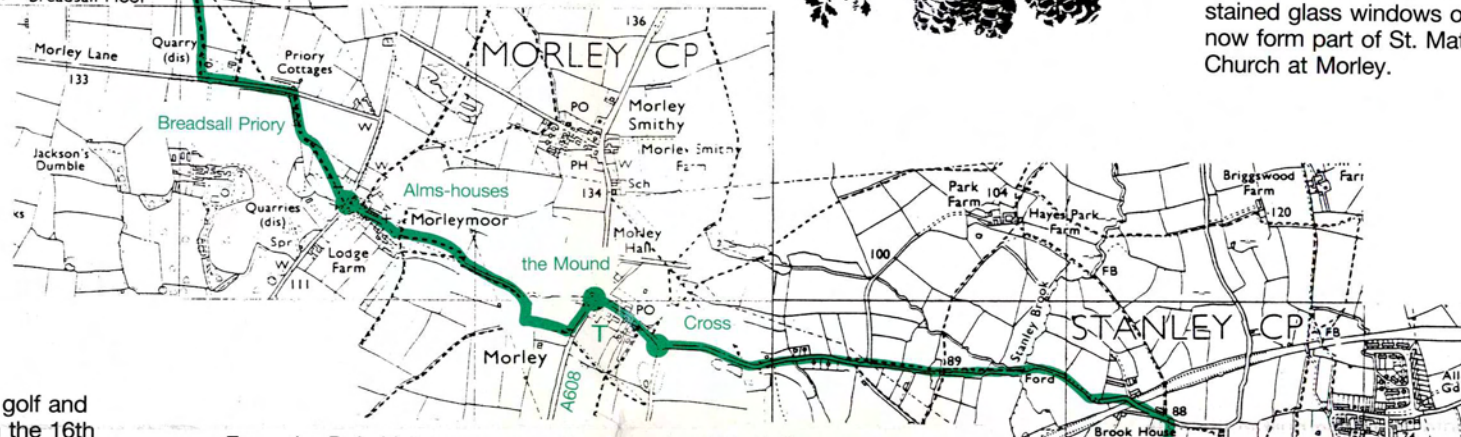 stained glass windows
now form part of St.
Church at Morley.
136
MORLEY CP
Morley Lane
133
Quarry
(dis)
Priory
Cottages
Breadsall Priory
W
PO
Morley
Smithy
PH
W
134
Sch
Jackson's
Dumble
W
Alms-houses
Morleymoor
Quarries
(dis)
Spr
W
111
Lodge
Farm
Morley
Hall
the Mound
PO
Cross
T
Morley
A608
Park
Farm
104
Hayes Park
Farm
Briggswood
Farm
120
100
FB
Stanley Brook
STANLEY CP
FB
89
Ford
88
Brook House
golf and
the 16th